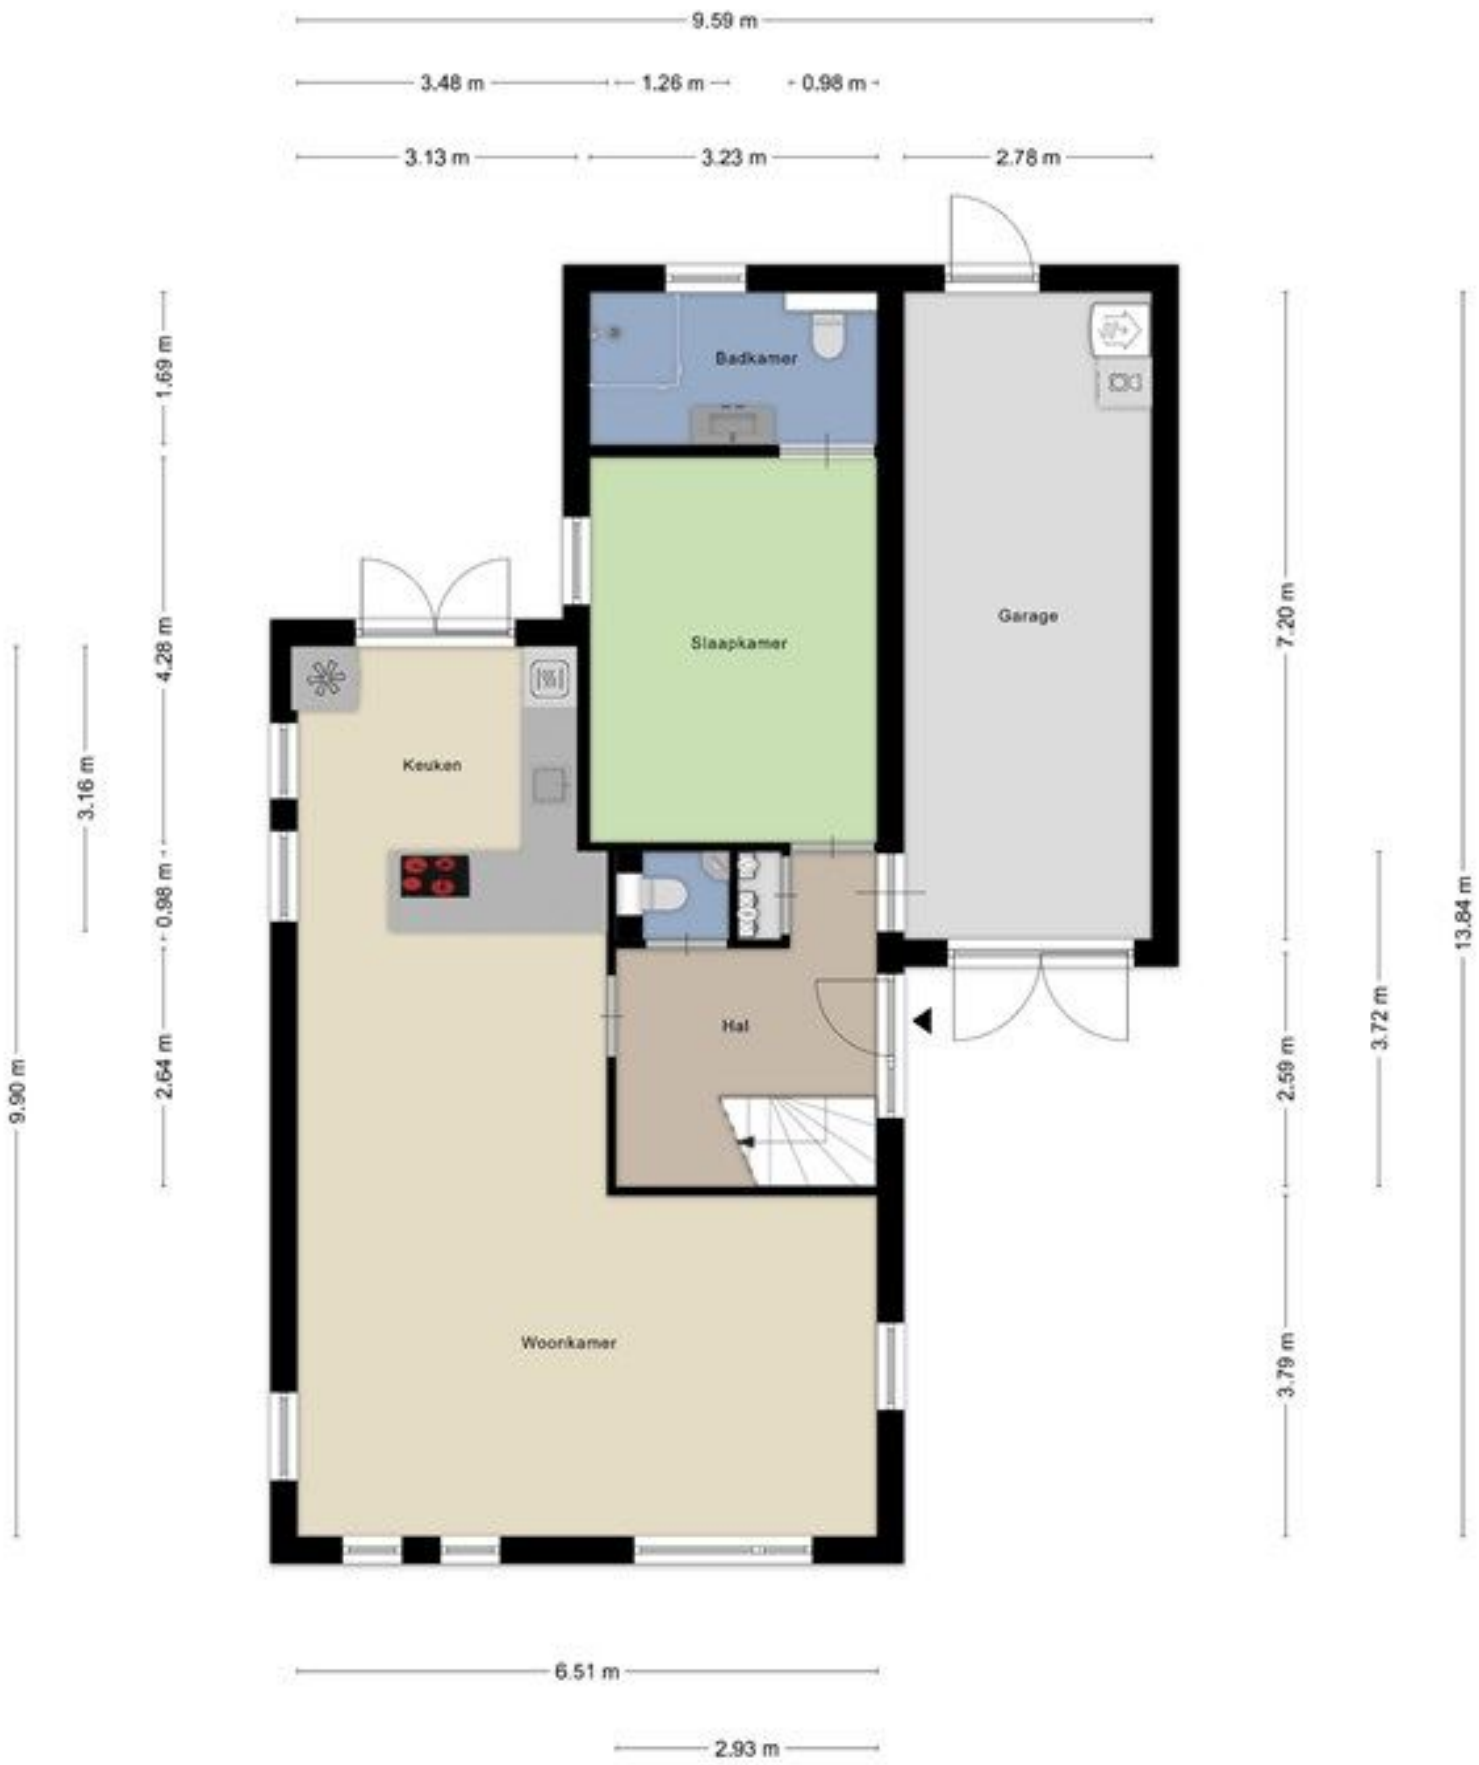 9.59 m
3.48 m
1.26 m
0.98 m
3.13 m
3.23 m
2.78 m
1.69 m
Badkamer
7.20 m
Garage
4.28 m
Slaapkamer
Keuken
3.16 m
0.98 m
13.84 m
3.72 m
Hal
2.64 m
2.59 m
9.90 m
Woonkamer
3.79 m
6.51 m
2.93 m